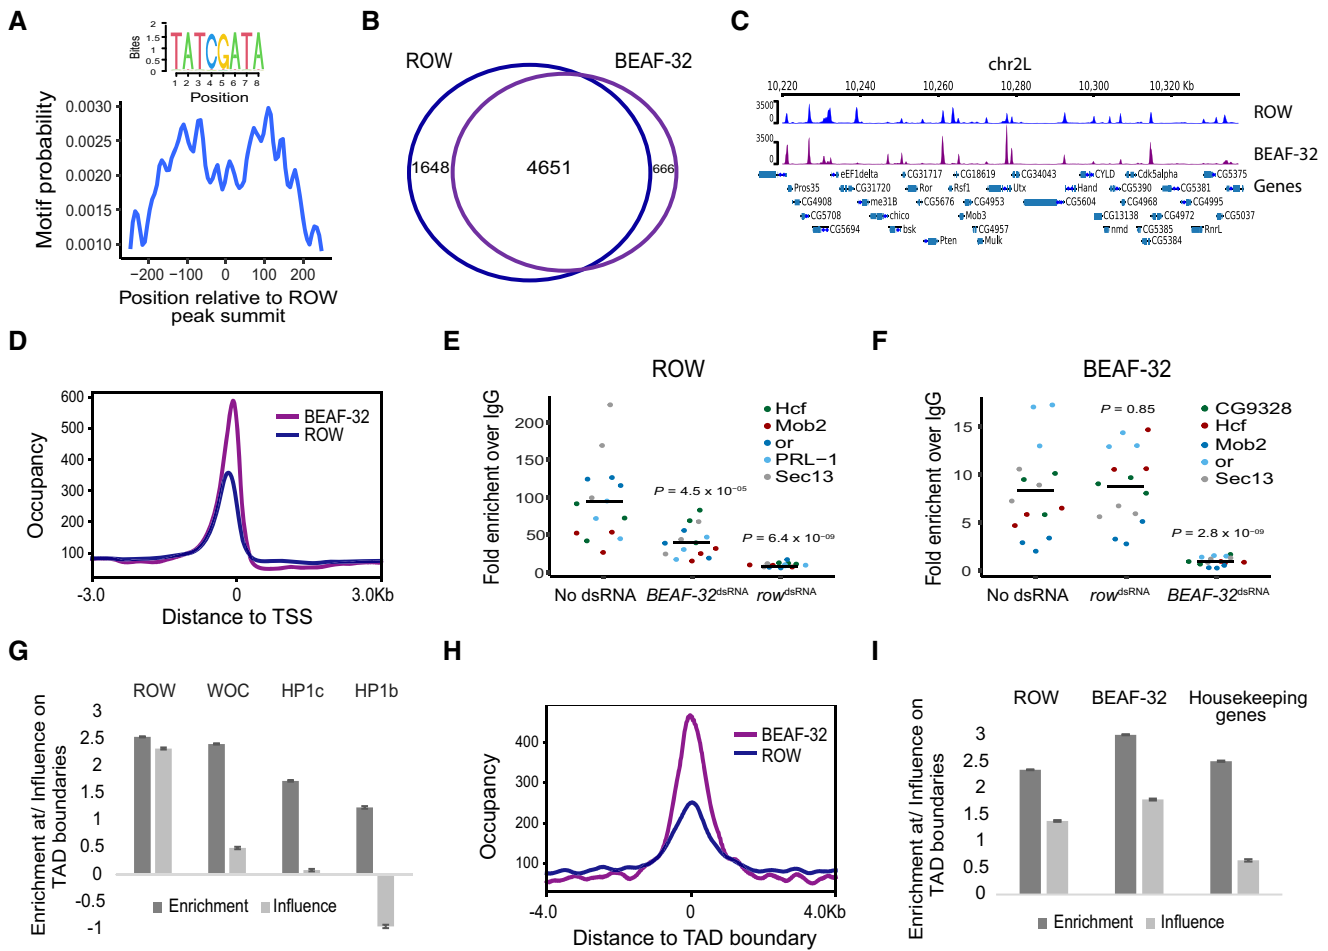 A
Bites
2
1.5
1
0.5
0
TATCGATA
1 2 3 4 5 6 7 8
Position
Motif probability
0.0030
0.0025
0.0020
0.0015
0.0010
−200 −100 0 100 200
Position relative to ROW
peak summit
B
ROW
BEAF-32
1648
4651
666
C
chr2L
10,220 10,260 10,280 10,300 10,320 Kb
3500
0
ROW
3500
0
BEAF-32
Genes
eEF1delta CG31717 CG18619 CG34043 CYLD Cdk5alpha CG5375
Pros35 CG31720 Ror Rsf1 Utx Hand CG5390 CG5381
CG4908 me31B CG5676 CG4953 CG5604 CG4968 CG4995
CG5708 chico Mob3 CG13138 CG4972 CG5037
CG5694 bsk CG4957 nmd CG5385 RnrL
Pten Mulk CG5384
D
Occupancy
600
500
400
300
200
100
BEAF-32
ROW
-3.0 0 3.0Kb
Distance to TSS
E
ROW
Fold enrichent over IgG
200
150
100
50
0
Hcf
Mob2
or
PRL−1
Sec13
P = 4.5 x 10⁻⁰⁵
P = 6.4 x 10⁻⁰⁹
No dsRNA BEAF-32dsRNA rowdsRNA
F
BEAF-32
Fold enrichent over IgG
15
10
5
0
P = 0.85
CG9328
Hcf
Mob2
or
Sec13
P = 2.8 x 10⁻⁰⁹
No dsRNA rowdsRNA BEAF-32dsRNA
G
Enrichment at/ Influence on
TAD boundaries
ROW WOC HP1c HP1b
3
2.5
2
1.5
1
0.5
0
-0.5
-1
Enrichment Influence
H
Occupancy
400
300
200
100
BEAF-32
ROW
-4.0 0 4.0Kb
Distance to TAD boundary
I
Enrichment at/ Influence on
TAD boundaries
ROW BEAF-32 Housekeeping
genes
3
2.5
2
1.5
1
0.5
0
Enrichment Influence